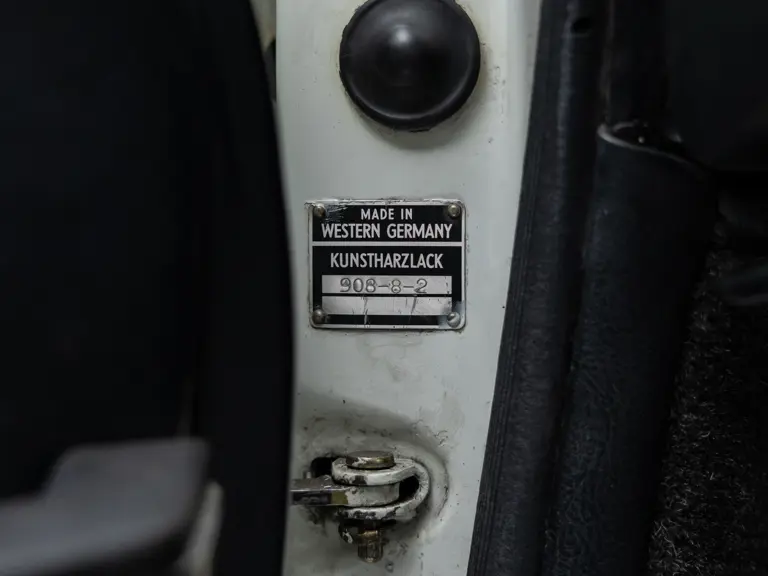 MADE IN
WESTERN GERMANY
KUNSTHARZLACK
908-8-2